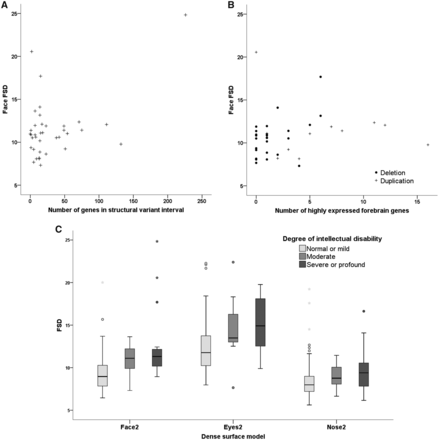 A
B
25
20
15
10
5
Face FSD
0
50
100
150
200
250
Number of genes in structural variant interval
25
20
15
10
5
Face FSD
Deletion
Duplication
0
5
10
15
Number of highly expressed forebrain genes
C
Degree of intellectual disability
Normal or mild
Moderate
Severe or profound
25
20
15
10
5
FSD
Face2
Eyes2
Nose2
Dense surface model